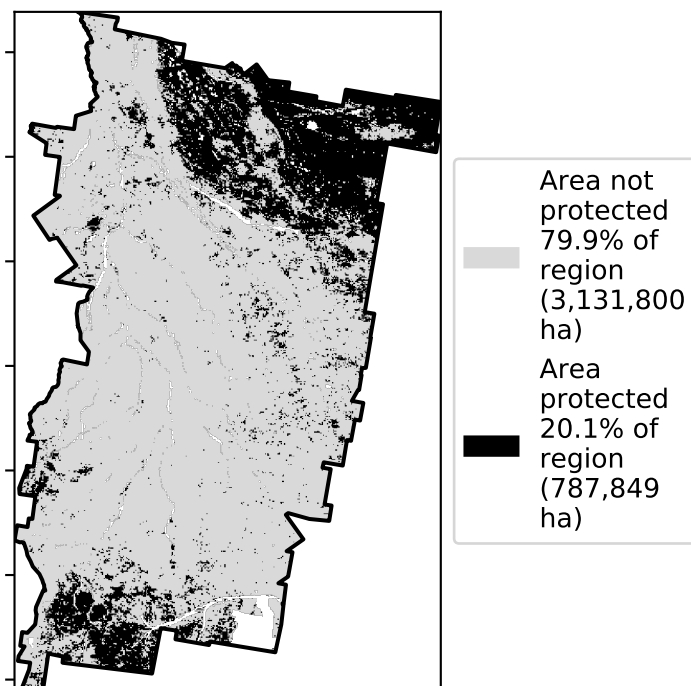 Area not
protected
79.9% of
region
(3,131,800
ha)
Area
protected
20.1% of
region
(787,849
ha)